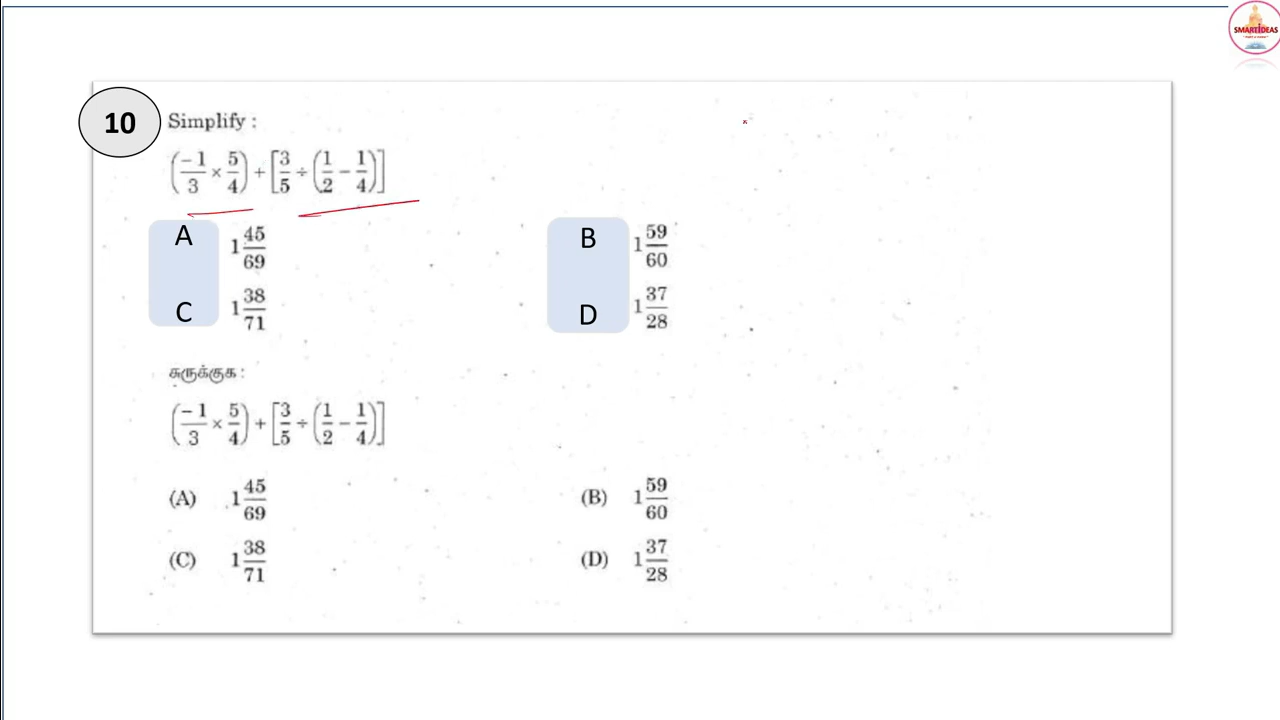 SMARTIDEAS
10
Simplify :
(-1/3 × 5/4) + [3/5 ÷ (1/2 − 1/4)]
A 1 45/69 B 1 59/60
C 1 38/71 D 1 37/28
சுருக்குக :
(-1/3 × 5/4) + [3/5 ÷ (1/2 − 1/4)]
(A) 1 45/69 (B) 1 59/60
(C) 1 38/71 (D) 1 37/28